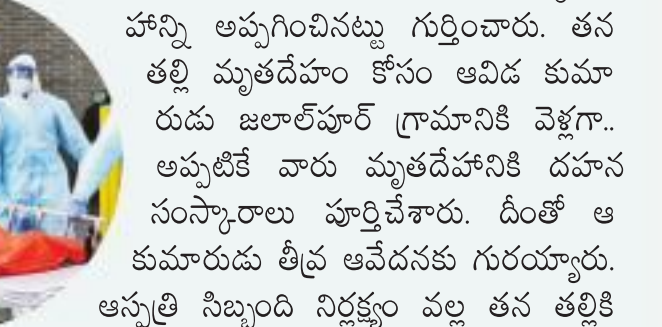 హాన్ని అప్పగించినట్టు గుర్తించారు. తన
తల్లి మృతదేహం కోసం ఆవిడ కుమా
రుడు జలాల్‌పూర్ గ్రామానికి వెళ్లగా..
అప్పటికే వారు మృతదేహానికి దహన
సంస్కారాలు పూర్తిచేశారు. దీంతో ఆ
కుమారుడు తీవ్ర ఆవేదనకు గురయ్యారు.
ఆస్పత్రి సిబ్బంది నిర్లక్ష్యం వల్ల తన తల్లికి